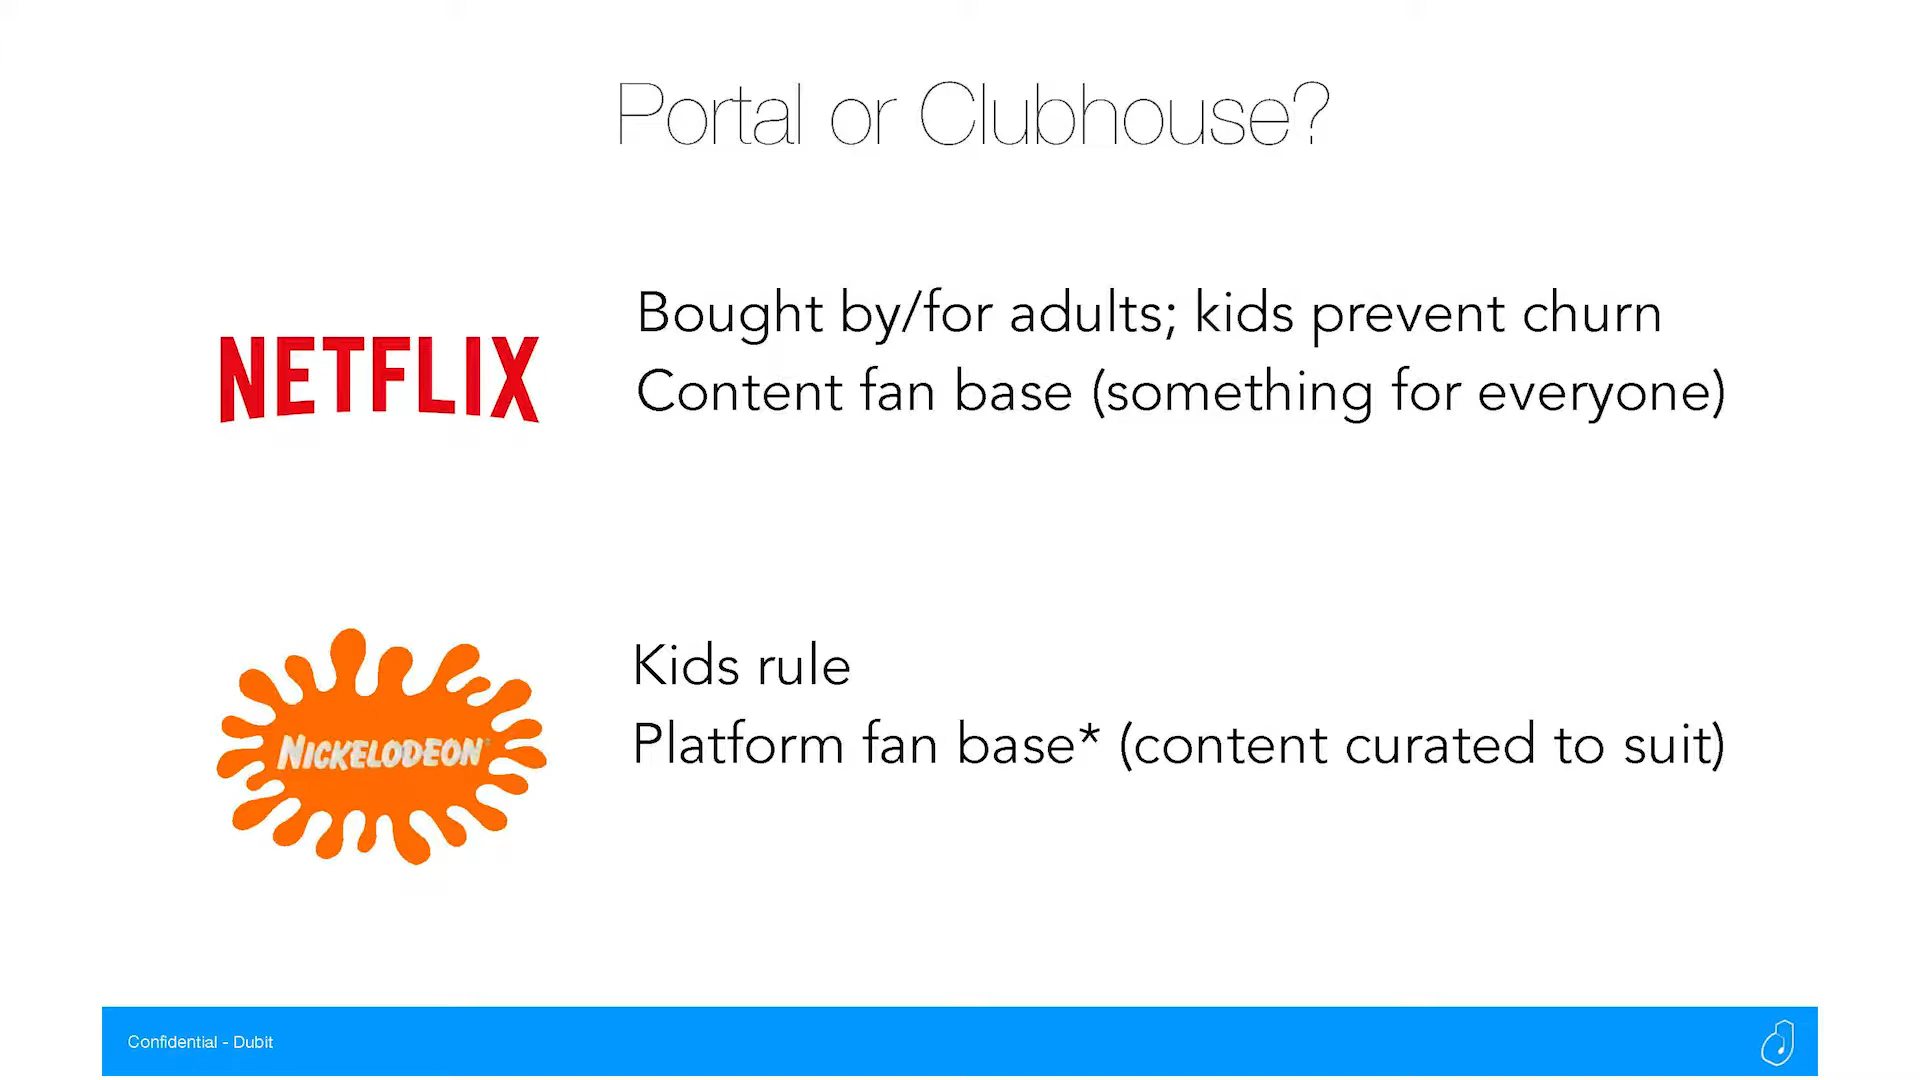 Portal or Clubhouse?
NETFLIX
Bought by/for adults; kids prevent churn
Content fan base (something for everyone)
NICKELODEON
Kids rule
Platform fan base* (content curated to suit)
Confidential - Dubit